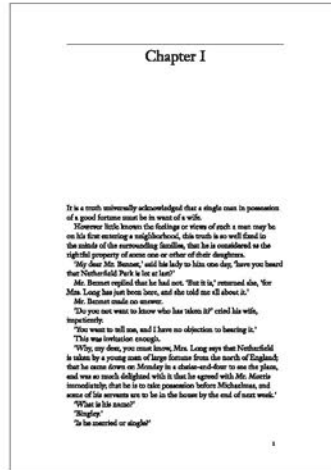 Chapter I
It is a truth universally acknowledged that a single man in possession
of a good fortune must be in want of a wife.
However little known the feelings or views of such a man may be
on his first entering a neighborhood, this truth is so well fixed in
the minds of the surrounding families, that he is considered as the
rightful property of some one or other of their daughters.
'My dear Mr. Bennet,' said his lady to him one day, 'have you heard
that Netherfield Park is let at last?'
Mr. Bennet replied that he had not. 'But it is,' returned she, 'for
Mrs. Long has just been here, and she told me all about it.'
Mr. Bennet made no answer.
'Do you not want to know who has taken it?' cried his wife,
impatiently.
'You want to tell me, and I have no objection to hearing it.'
This was invitation enough.
'Why, my dear, you must know, Mrs. Long says that Netherfield
is taken by a young man of large fortune from the north of England;
that he came down on Monday in a chaise-and-four to see the place,
and was so much delighted with it that he agreed with Mr. Morris
immediately; that he is to take possession before Michaelmas, and
some of his servants are to be in the house by the end of next week.'
'What is his name?'
'Bingley.'
'Is he married or single?'
1